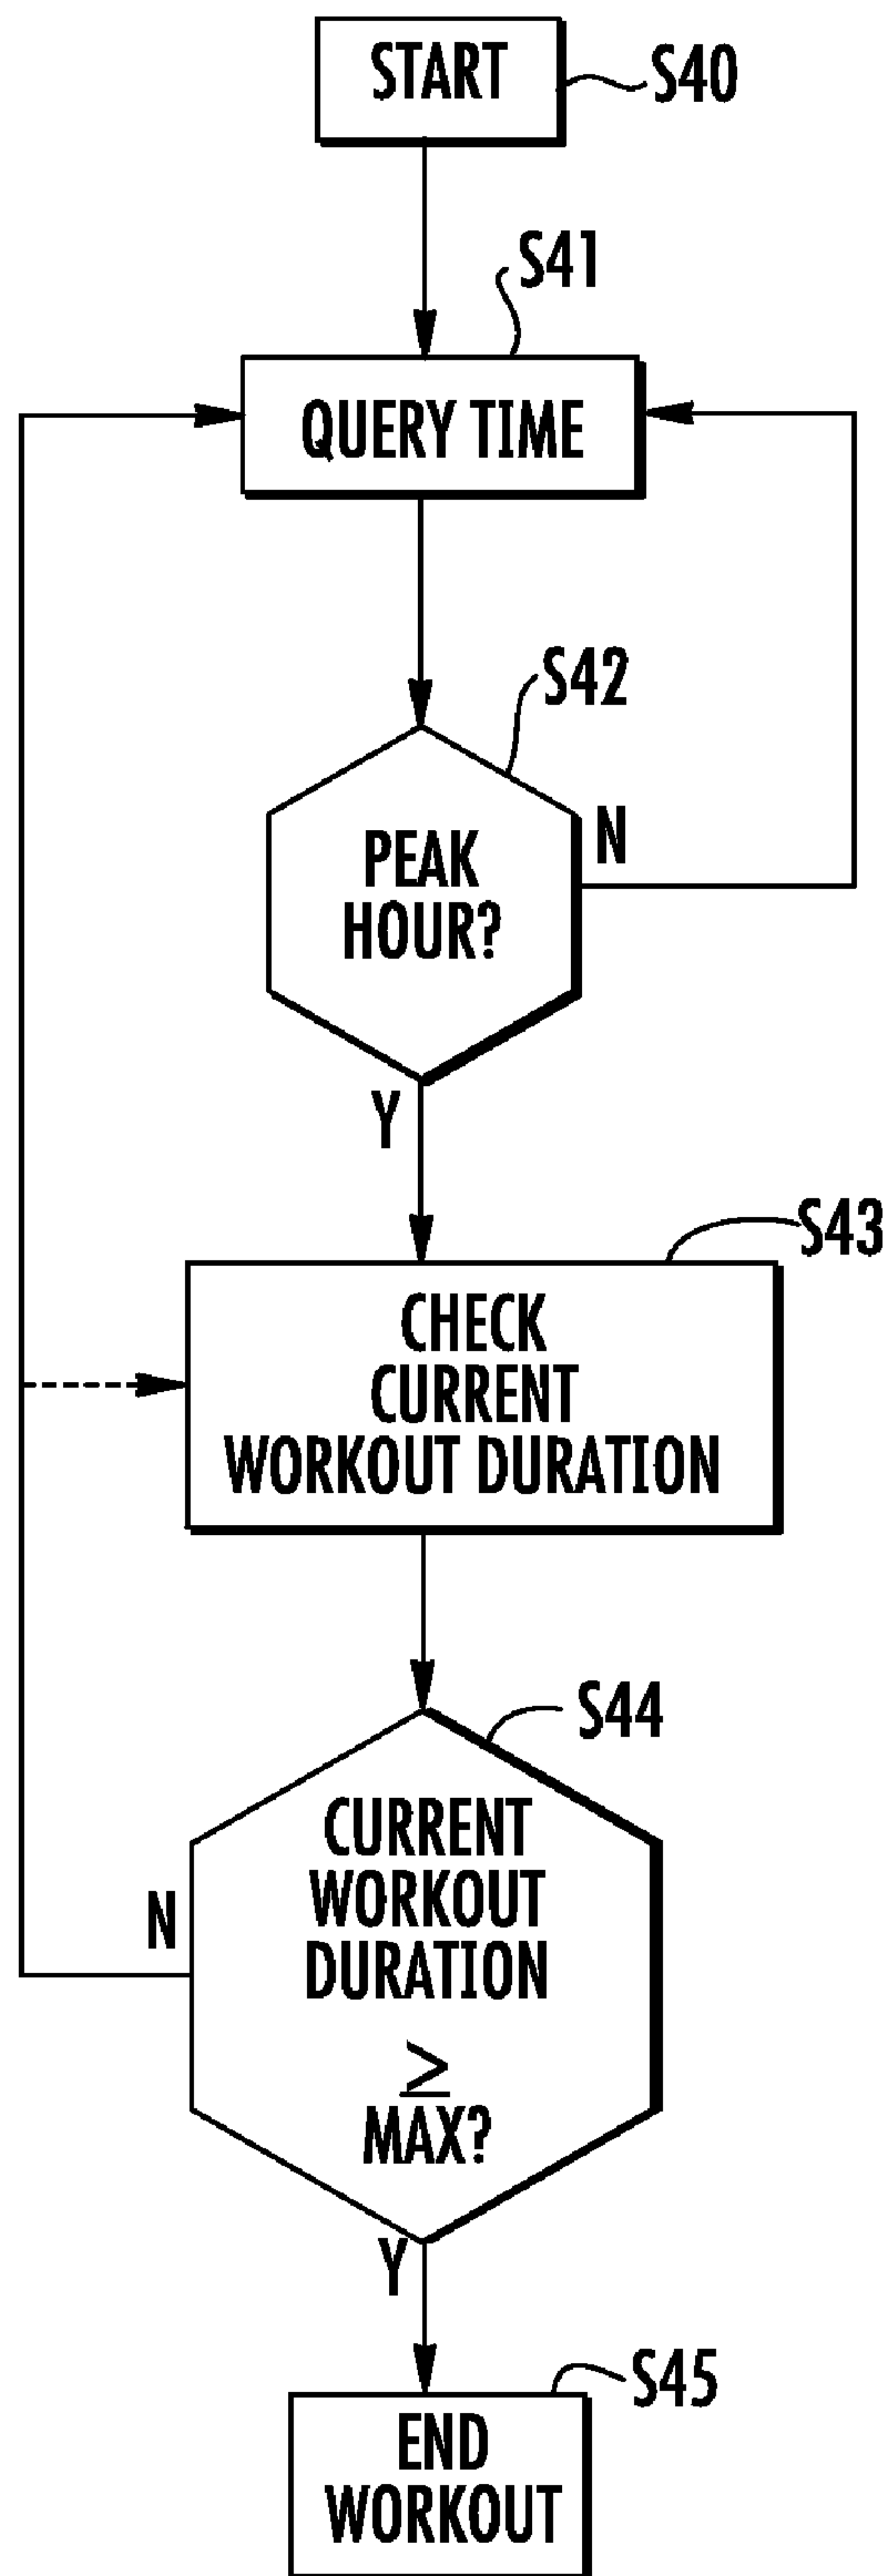 START
S40
S41
QUERY TIME
S42
PEAK
HOUR?
N
Y
S43
CHECK
CURRENT
WORKOUT DURATION
S44
CURRENT
WORKOUT
DURATION
≥
MAX?
N
Y
S45
END
WORKOUT